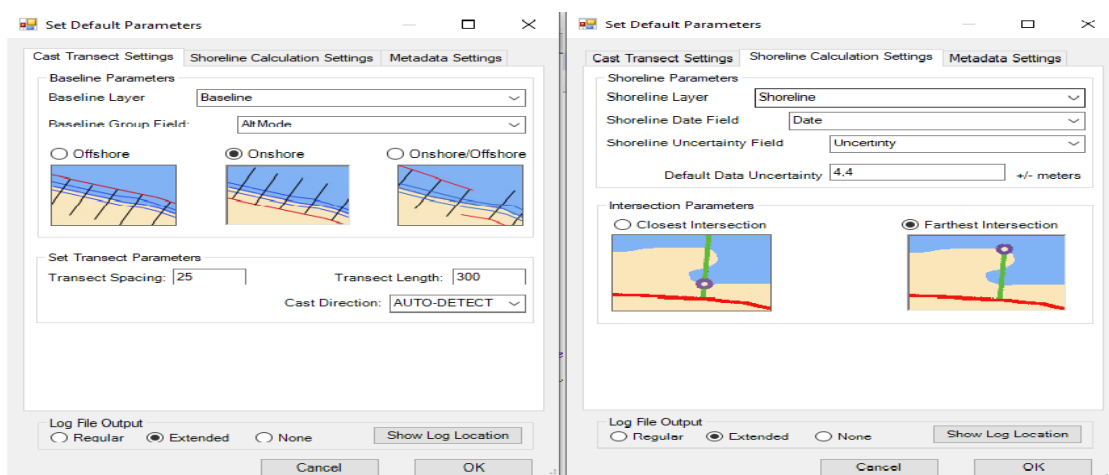 Set Default Parameters
Cast Transect Settings Shoreline Calculation Settings Metadata Settings
Baseline Parameters
Baseline Layer Baseline
Baseline Group Field: AltMode
Offshore Onshore Onshore/Offshore
Set Transect Parameters
Transect Spacing: 25 Transect Length: 300
Cast Direction: AUTO-DETECT
Log File Output
Regular Extended None Show Log Location
Cancel OK
Set Default Parameters
Cast Transect Settings Shoreline Calculation Settings Metadata Settings
Shoreline Parameters
Shoreline Layer Shoreline
Shoreline Date Field Date
Shoreline Uncertainty Field Uncertinty
Default Data Uncertainty 4.4 +/- meters
Intersection Parameters
Closest Intersection Farthest Intersection
Log File Output
Regular Extended None Show Log Location
Cancel OK